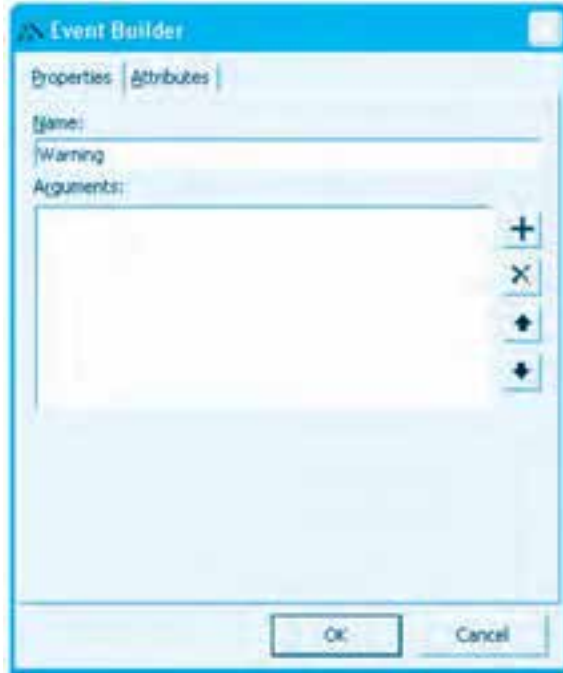 Event Builder
Properties Attributes
Name:
Warning
Arguments:
OK Cancel